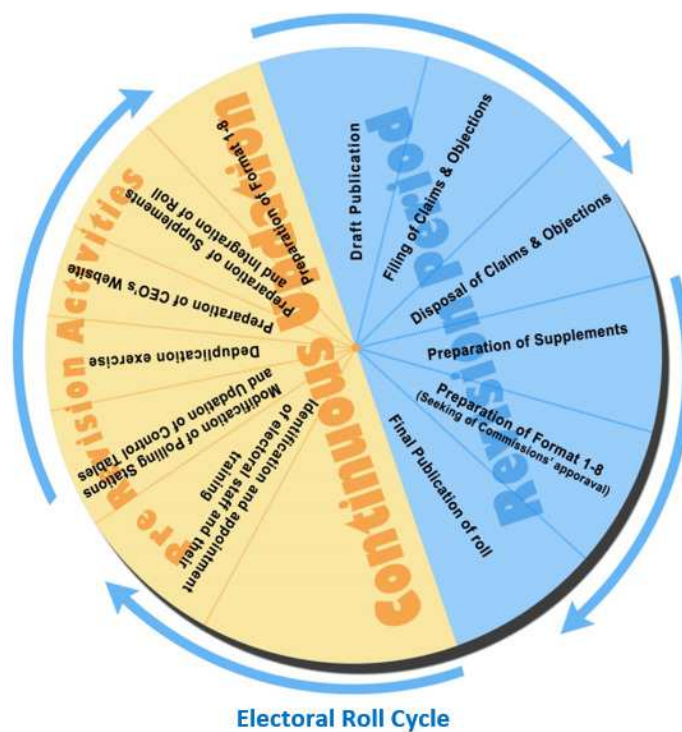 Draft Publication
Filing of Claims & Objections
Disposal of Claims & Objections
Preparation of Supplements
Preparation of Format 1-8
(Seeking of Commissions' apporaval)
Final Publication of roll
Revision Period
Continuous Updation
Pre Revision Activities
Identification and appointment
of electoral staff and their
training
Modification of Polling Stations
and Updation of Control Tables
Deduplication exercise
Preparation of CEO's Website
Preparation of Supplements
and Integration of Roll
Preparation of Format 1-8
Electoral Roll Cycle